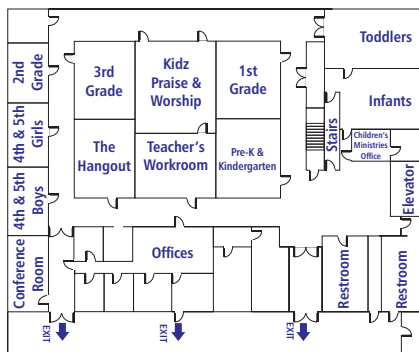 Toddlers
2nd
Grade
3rd
Grade
Kidz
Praise &
Worship
1st
Grade
Infants
4th & 5th
Girls
The
Hangout
Teacher's
Workroom
Pre-K &
Kindergarten
Stairs
Children's
Ministries
Office
4th & 5th
Boys
Elevator
Conference
Room
Offices
Restroom
Restroom
EXIT
EXIT
EXIT